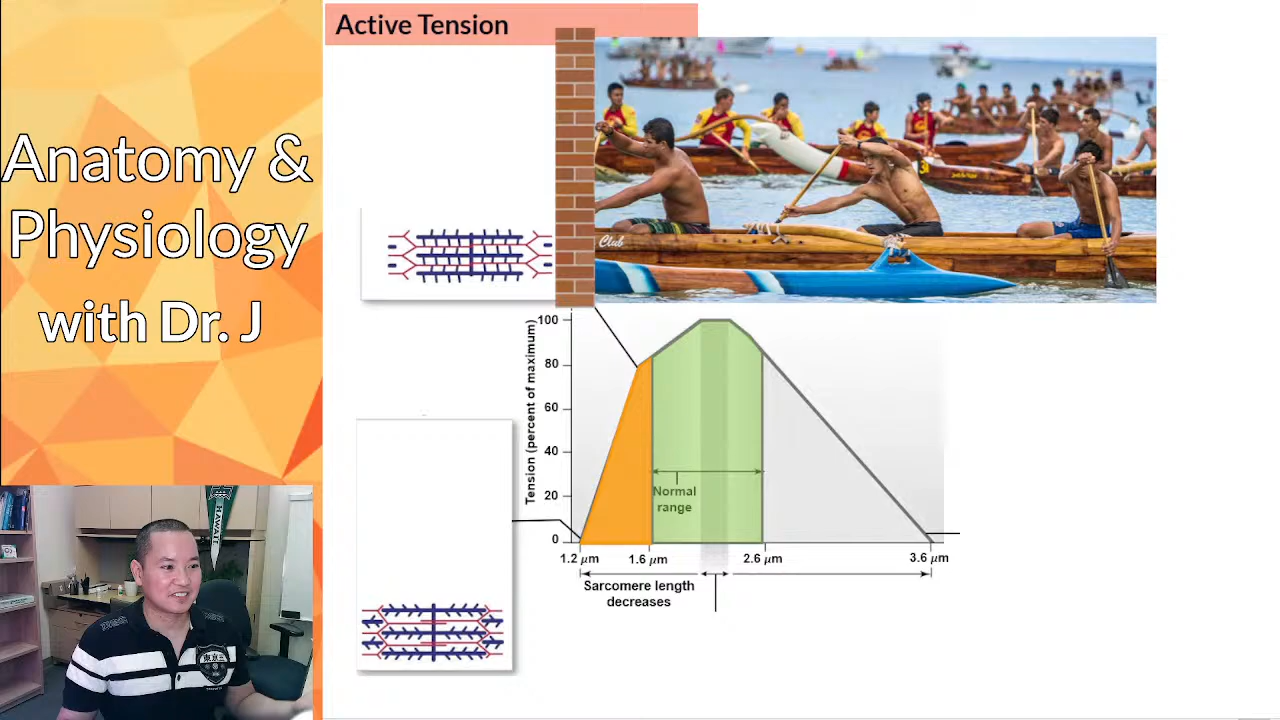 Active Tension
Anatomy &
Physiology
with Dr. J
Club
HAWAI
Tension (percent of maximum)
100
80
60
40
20
0
Normal
range
1.2 μm
1.6 μm
2.6 μm
3.6 μm
Sarcomere length
decreases